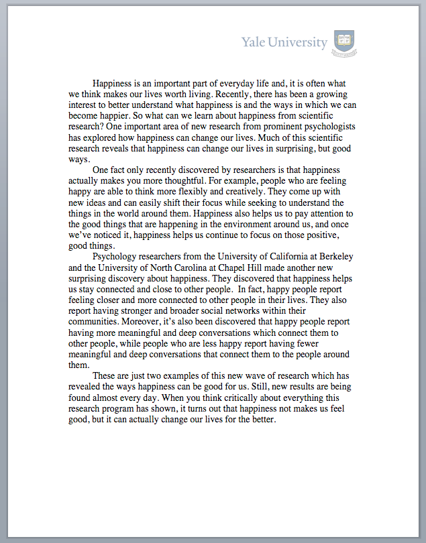 Yale University
Happiness is an important part of everyday life and, it is often what
we think makes our lives worth living. Recently, there has been a growing
interest to better understand what happiness is and the ways in which we can
become happier. So what can we learn about happiness from scientific
research? One important area of new research from prominent psychologists
has explored how happiness can change our lives. Much of this scientific
research reveals that happiness can change our lives in surprising, but good
ways.
One fact only recently discovered by researchers is that happiness
actually makes you more thoughtful. For example, people who are feeling
happy are able to think more flexibly and creatively. They come up with
new ideas and can easily shift their focus while seeking to understand the
things in the world around them. Happiness also helps us to pay attention to
the good things that are happening in the environment around us, and once
we've noticed it, happiness helps us continue to focus on those positive,
good things.
Psychology researchers from the University of California at Berkeley
and the University of North Carolina at Chapel Hill made another new
surprising discovery about happiness. They discovered that happiness helps
us stay connected and close to other people. In fact, happy people report
feeling closer and more connected to other people in their lives. They also
report having stronger and broader social networks within their
communities. Moreover, it's also been discovered that happy people report
having more meaningful and deep conversations which connect them to
other people, while people who are less happy report having fewer
meaningful and deep conversations that connect them to the people around
them.
These are just two examples of this new wave of research which has
revealed the ways happiness can be good for us. Still, new results are being
found almost every day. When you think critically about everything this
research program has shown, it turns out that happiness not makes us feel
good, but it can actually change our lives for the better.